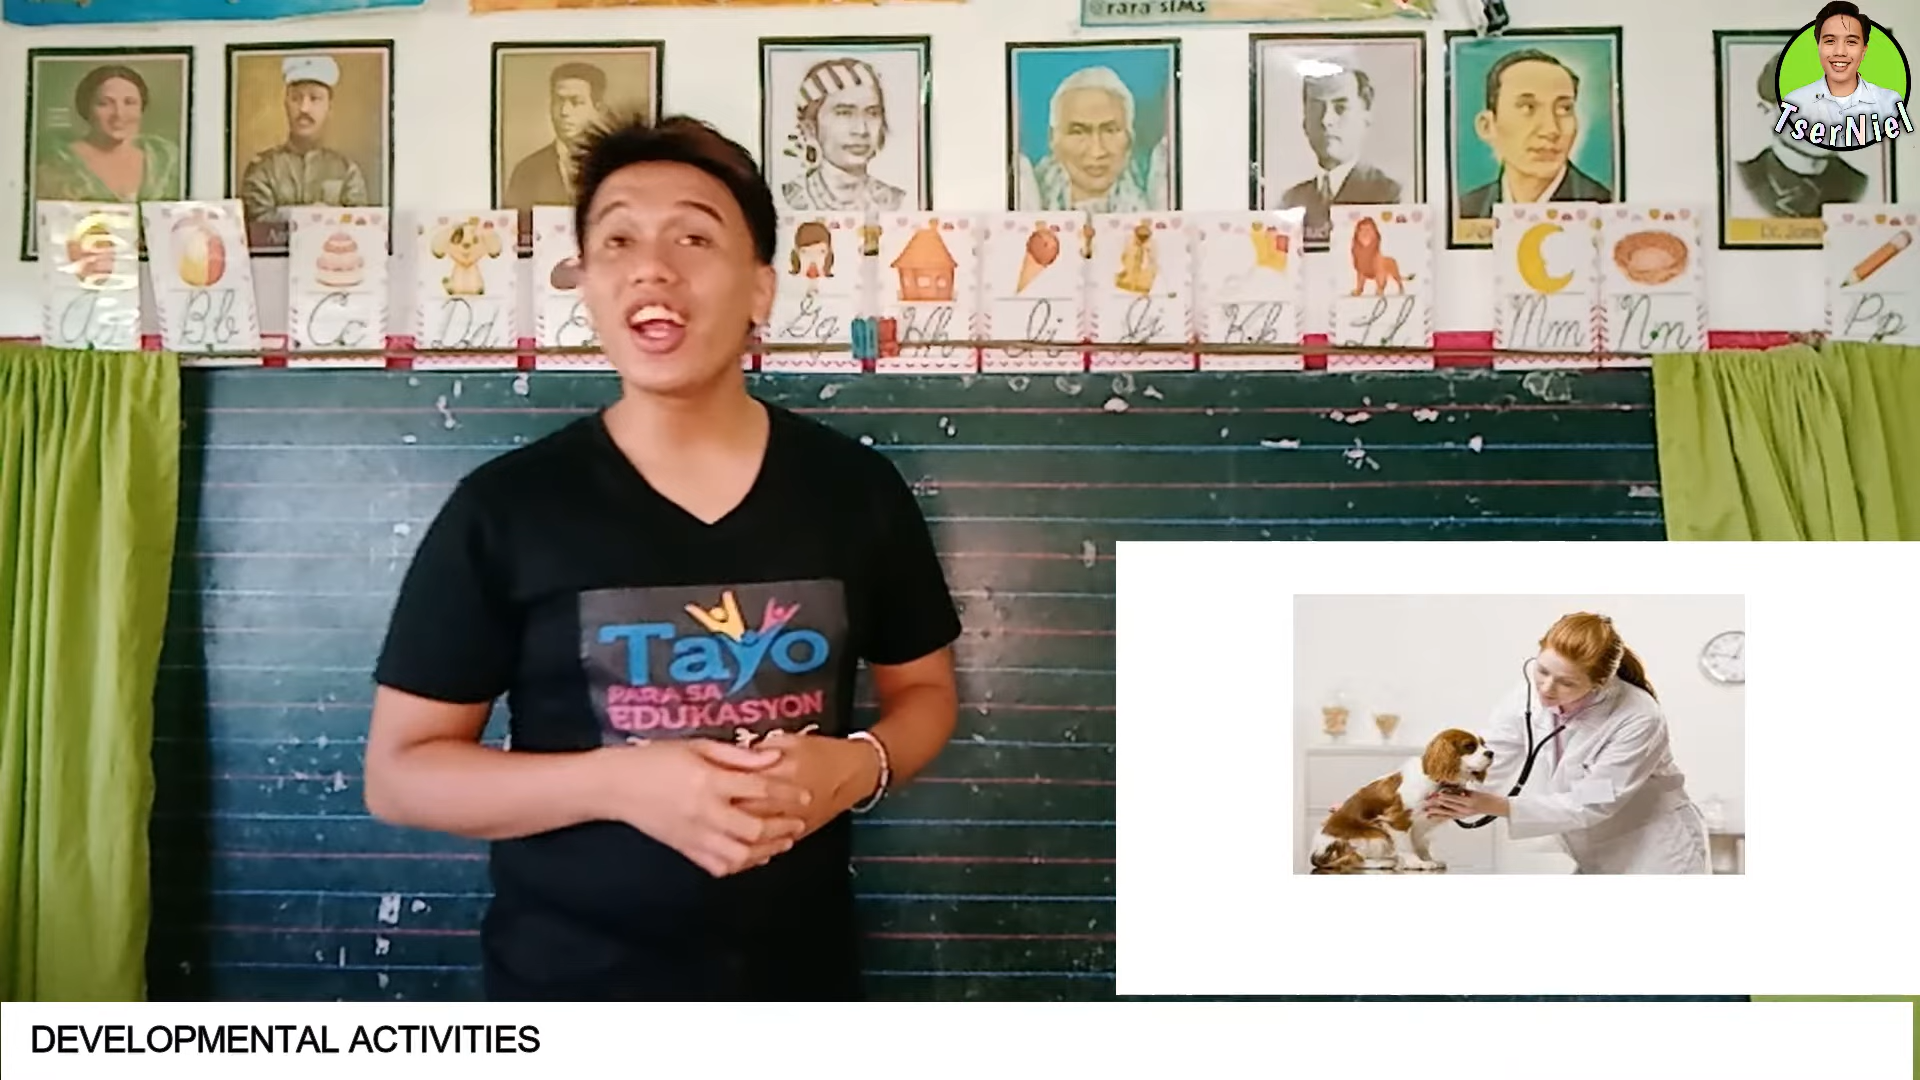 @rara sims
TserNiel
Aa
Bb
Cc
Dd
Gg
Hh
Ii
Jj
Kk
Ll
Mm
Nn
Pp
Tayo
PARA SA
EDUKASYON
DEVELOPMENTAL ACTIVITIES